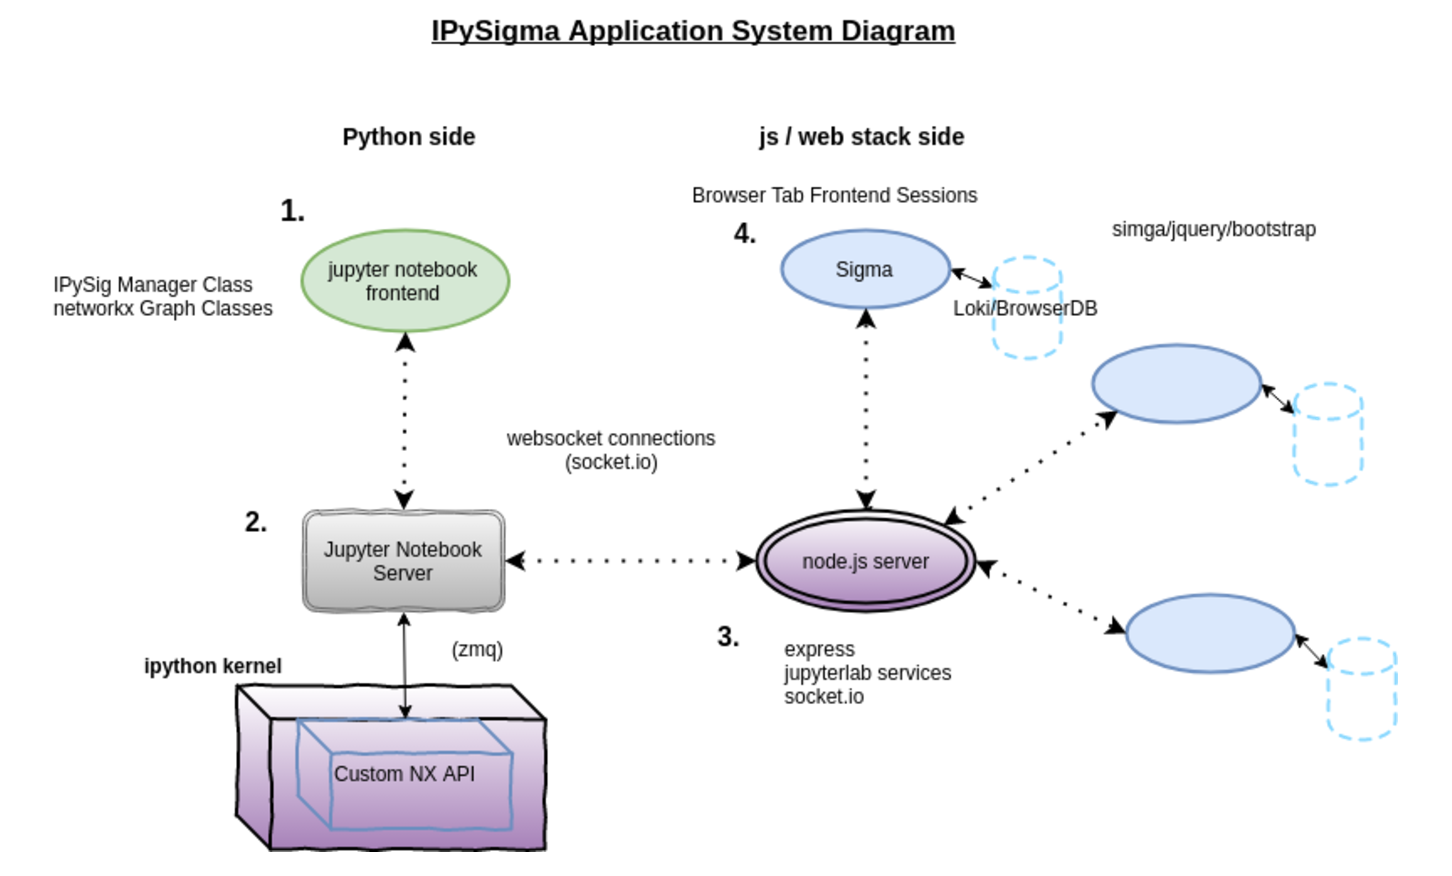 IPySigma Application System Diagram
Python side
js / web stack side
Browser Tab Frontend Sessions
1.
4.
simga/jquery/bootstrap
jupyter notebook
frontend
Sigma
IPySig Manager Class
networkx Graph Classes
Loki/BrowserDB
websocket connections
(socket.io)
2.
Jupyter Notebook
Server
node.js server
3.
(zmq)
express
jupyterlab services
socket.io
ipython kernel
Custom NX API